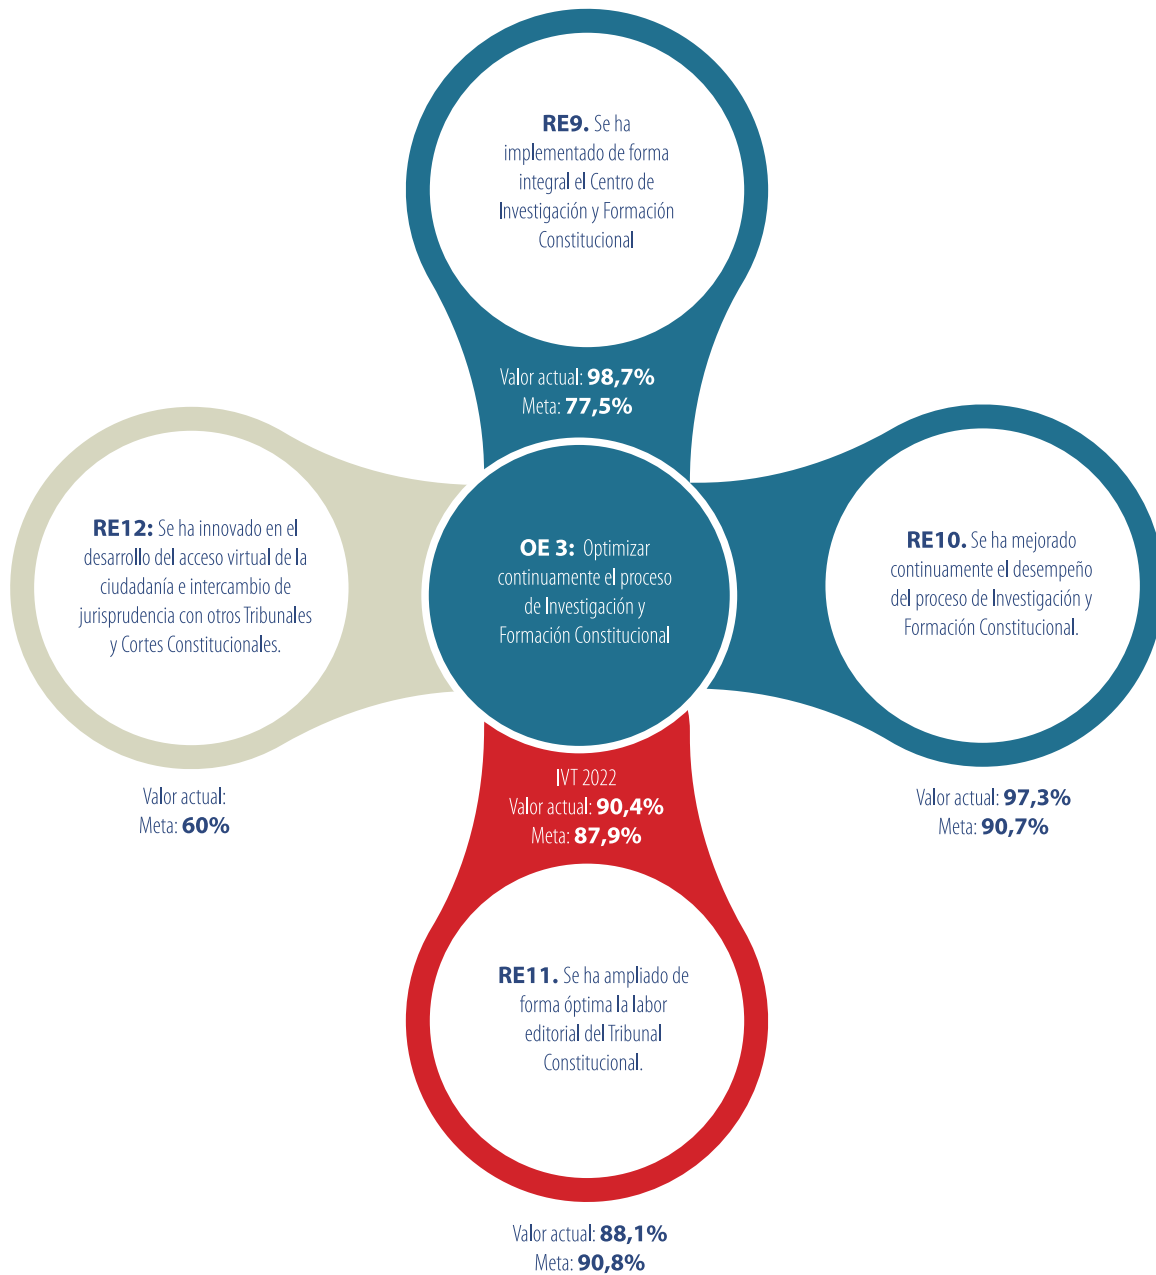 RE9. Se ha
implementado de forma
integral el Centro de
Investigación y Formación
Constitucional
Valor actual: 98,7%
Meta: 77,5%
RE12: Se ha innovado en el
desarrollo del acceso virtual de la
ciudadanía e intercambio de
jurisprudencia con otros Tribunales
y Cortes Constitucionales.
Valor actual:
Meta: 60%
OE 3: Optimizar
continuamente el proceso
de Investigación y
Formación Constitucional
RE10. Se ha mejorado
continuamente el desempeño
del proceso de Investigación y
Formación Constitucional.
Valor actual: 97,3%
Meta: 90,7%
IVT 2022
Valor actual: 90,4%
Meta: 87,9%
RE11. Se ha ampliado de
forma óptima la labor
editorial del Tribunal
Constitucional.
Valor actual: 88,1%
Meta: 90,8%